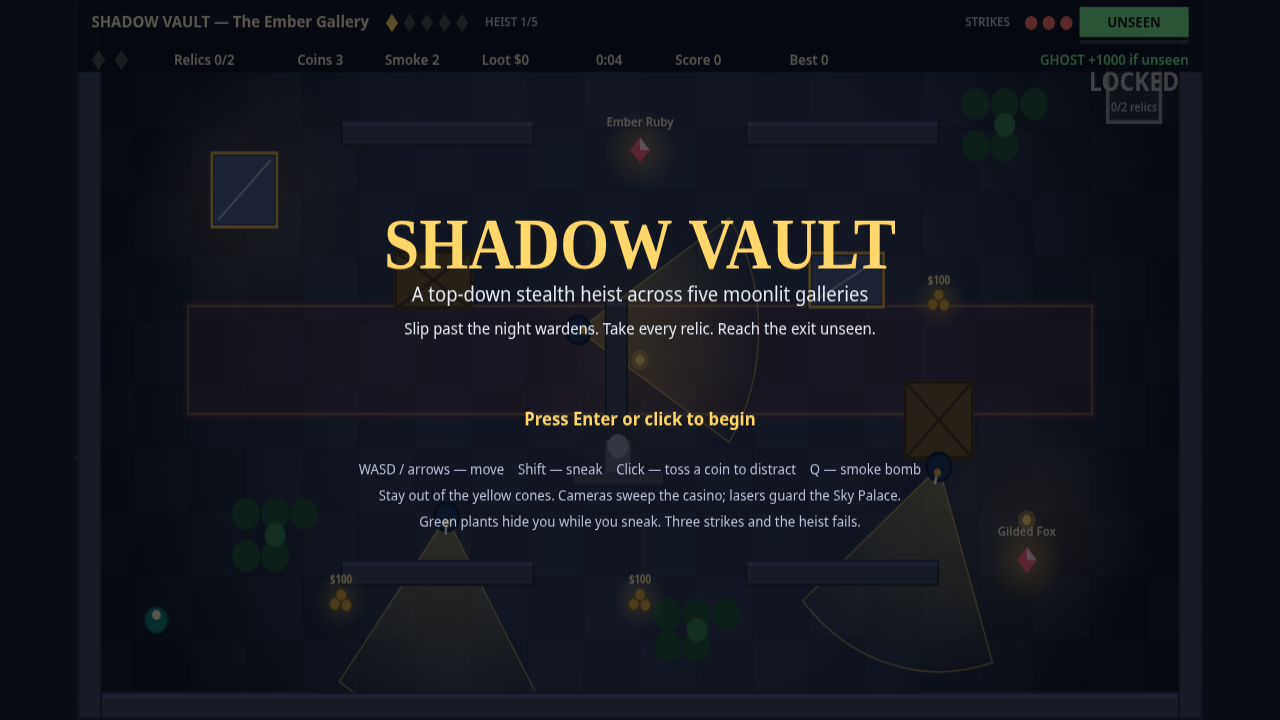 SHADOW VAULT — The Ember Gallery HEIST 1/5 STRIKES UNSEEN
Relics 0/2 Coins 3 Smoke 2 Loot $0 0:04 Score 0 Best 0 GHOST +1000 if unseen
LOCKED
0/2 relics
Ember Ruby
SHADOW VAULT
$100
A top-down stealth heist across five moonlit galleries
Slip past the night wardens. Take every relic. Reach the exit unseen.
Press Enter or click to begin
WASD / arrows — move Shift — sneak Click — toss a coin to distract Q — smoke bomb
Stay out of the yellow cones. Cameras sweep the casino; lasers guard the Sky Palace.
Green plants hide you while you sneak. Three strikes and the heist fails.
Gilded Fox
$100
$100